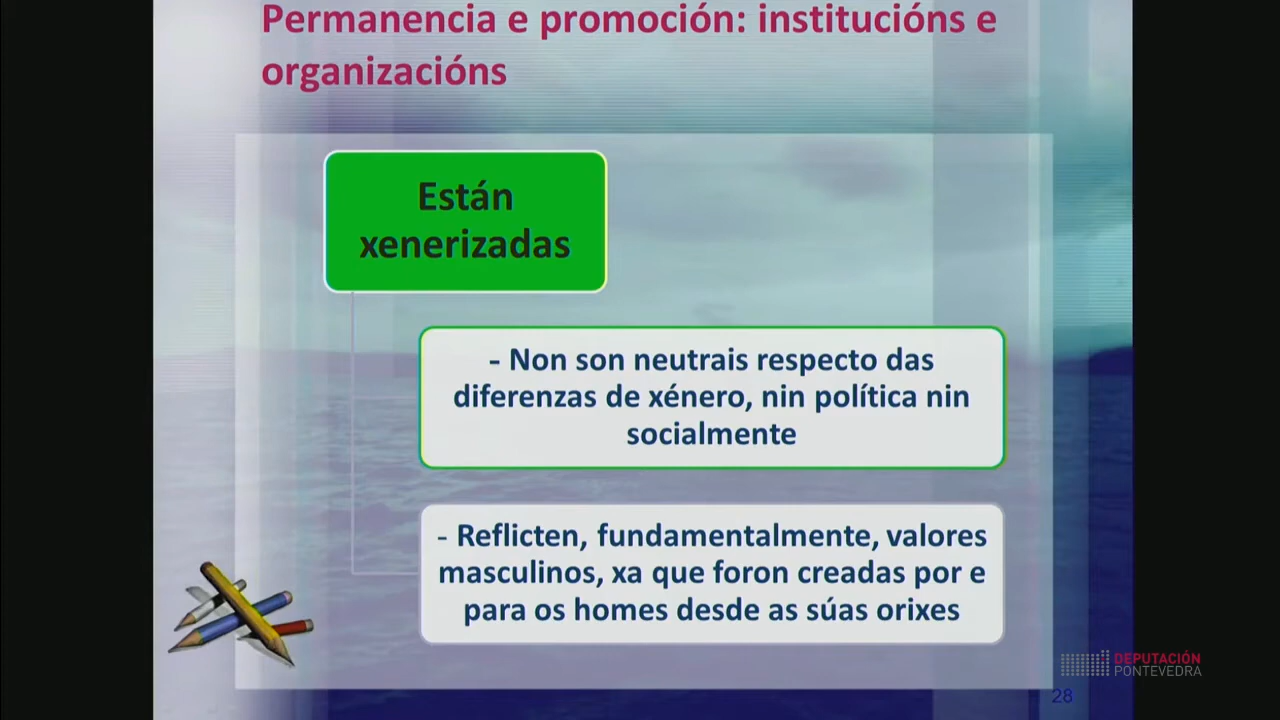 Permanencia e promoción: institucións e
organizacións
Están
xenerizadas
- Non son neutrais respecto das
diferenzas de xénero, nin política nin
socialmente
- Reflicten, fundamentalmente, valores
masculinos, xa que foron creadas por e
para os homes desde as súas orixes
DEPUTACIÓN
PONTEVEDRA
28